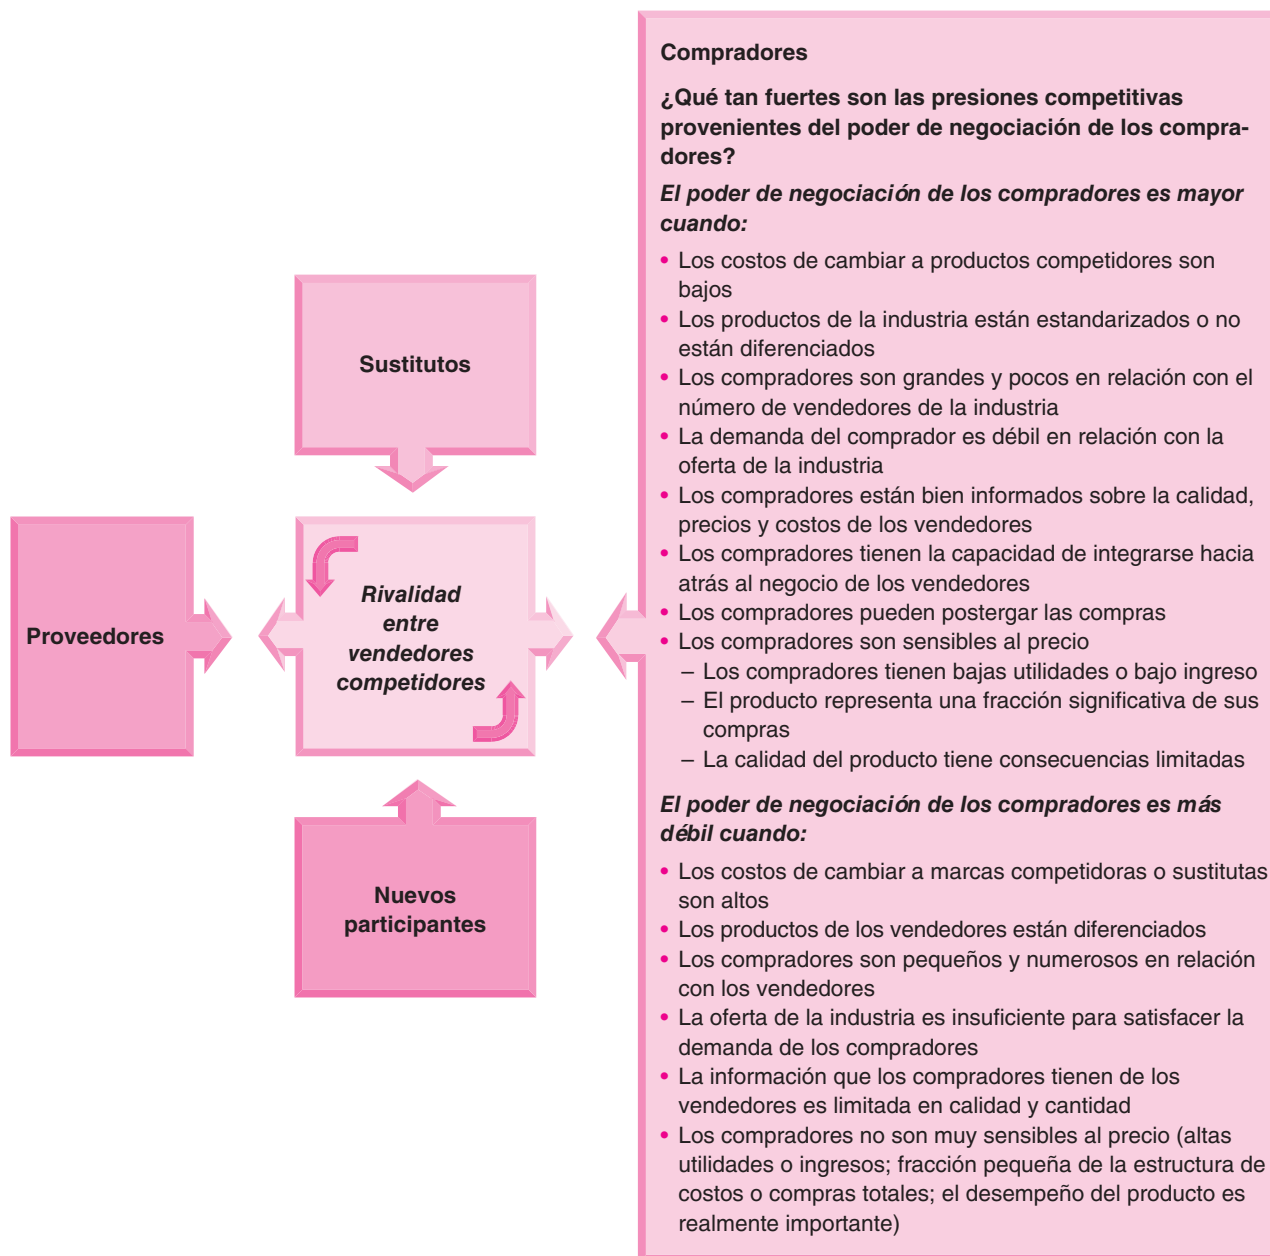 Compradores
¿Qué tan fuertes son las presiones competitivas
provenientes del poder de negociación de los compra-
dores?
El poder de negociación de los compradores es mayor
cuando:
• Los costos de cambiar a productos competidores son
bajos
• Los productos de la industria están estandarizados o no
están diferenciados
• Los compradores son grandes y pocos en relación con el
número de vendedores de la industria
• La demanda del comprador es débil en relación con la
oferta de la industria
• Los compradores están bien informados sobre la calidad,
precios y costos de los vendedores
• Los compradores tienen la capacidad de integrarse hacia
atrás al negocio de los vendedores
• Los compradores pueden postergar las compras
• Los compradores son sensibles al precio
– Los compradores tienen bajas utilidades o bajo ingreso
– El producto representa una fracción significativa de sus
compras
– La calidad del producto tiene consecuencias limitadas
El poder de negociación de los compradores es más
débil cuando:
• Los costos de cambiar a marcas competidoras o sustitutas
son altos
• Los productos de los vendedores están diferenciados
• Los compradores son pequeños y numerosos en relación
con los vendedores
• La oferta de la industria es insuficiente para satisfacer la
demanda de los compradores
• La información que los compradores tienen de los
vendedores es limitada en calidad y cantidad
• Los compradores no son muy sensibles al precio (altas
utilidades o ingresos; fracción pequeña de la estructura de
costos o compras totales; el desempeño del producto es
realmente importante)
Sustitutos
Proveedores
Rivalidad
entre
vendedores
competidores
Nuevos
participantes